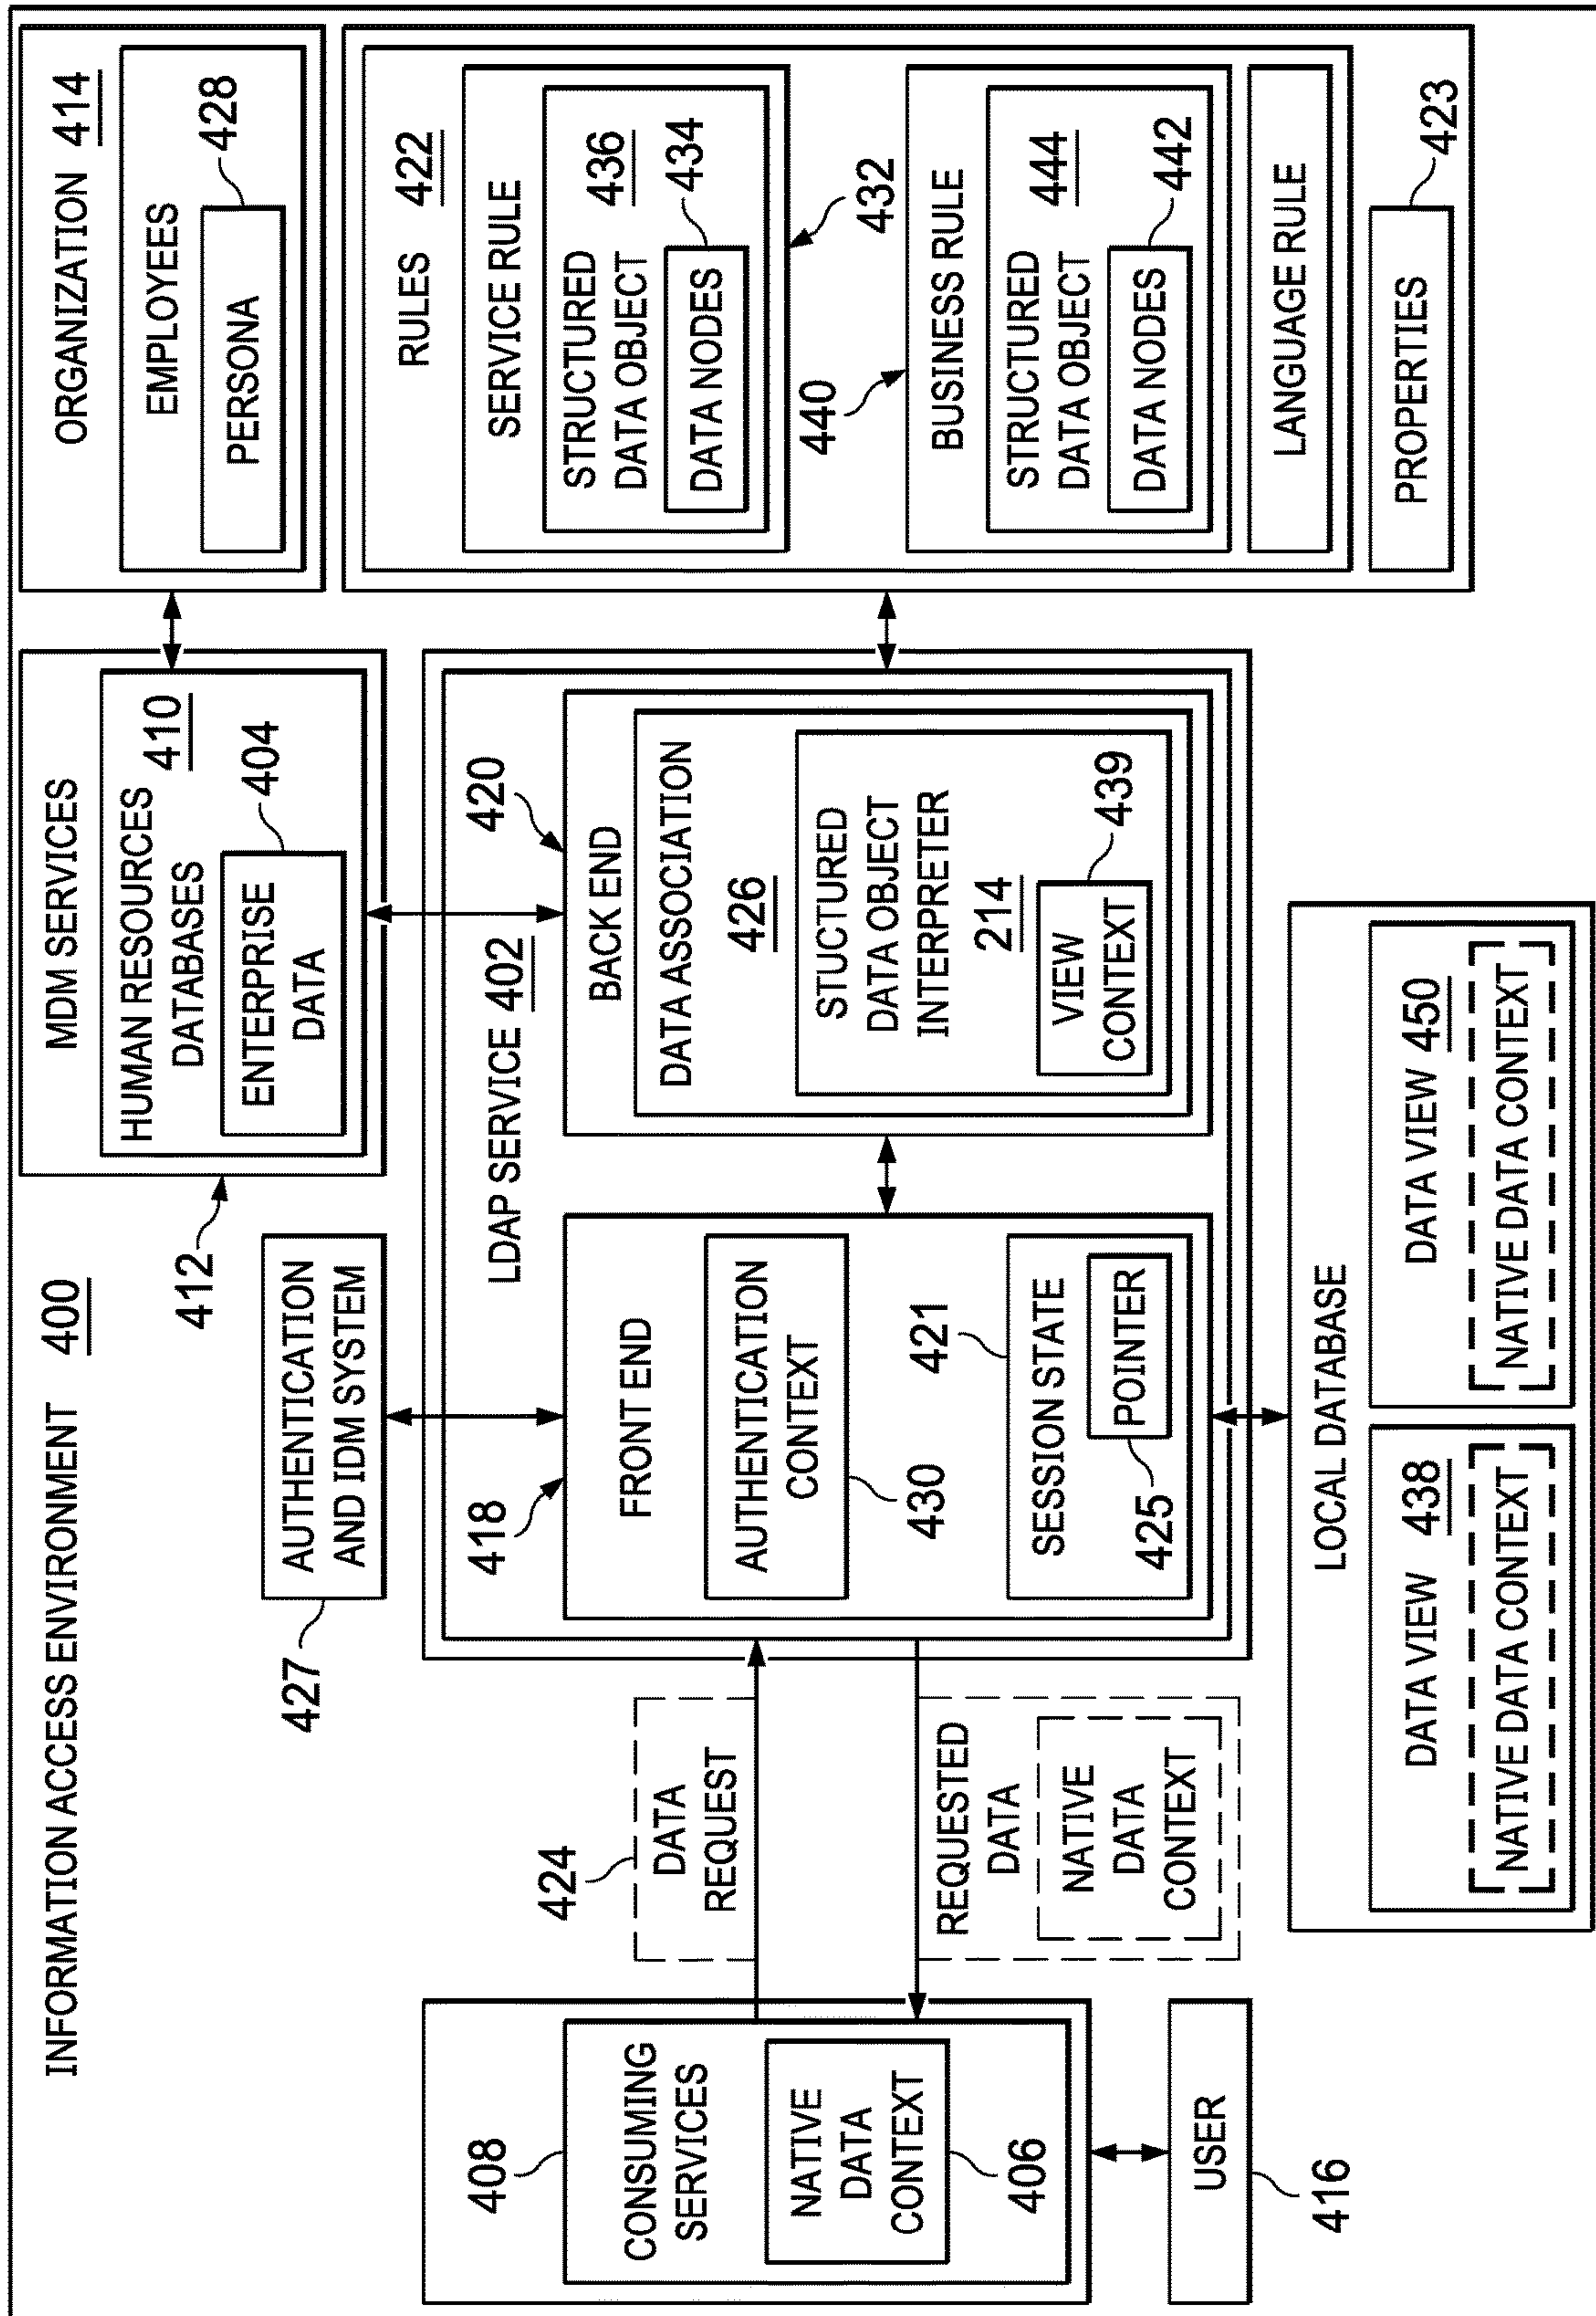 INFORMATION ACCESS ENVIRONMENT 400
408
CONSUMING
SERVICES
NATIVE
DATA
CONTEXT
406
USER
416
424
DATA
REQUEST
REQUESTED
DATA
NATIVE
DATA
CONTEXT
427
AUTHENTICATION
AND IDM SYSTEM
412
MDM SERVICES
HUMAN RESOURCES
DATABASES
410
404
ENTERPRISE
DATA
ORGANIZATION 414
EMPLOYEES
428
PERSONA
LDAP SERVICE 402
418
FRONT END
AUTHENTICATION
CONTEXT
430
421
SESSION STATE
POINTER
425
420
BACK END
DATA ASSOCIATION
426
STUCTURED
DATA OBJECT
INTERPRETER
214
439
VIEW
CONTEXT
RULES 422
SERVICE RULE
STRUCTURED
DATA OBJECT
436
434
DATA NODES
432
440
BUSINESS RULE
STRUCTURED
DATA OBJECT
444
442
DATA NODES
LANGUAGE RULE
423
PROPERTIES
LOCAL DATABASE
DATA VIEW 438
NATIVE DATA CONTEXT
DATA VIEW 450
NATIVE DATA CONTEXT